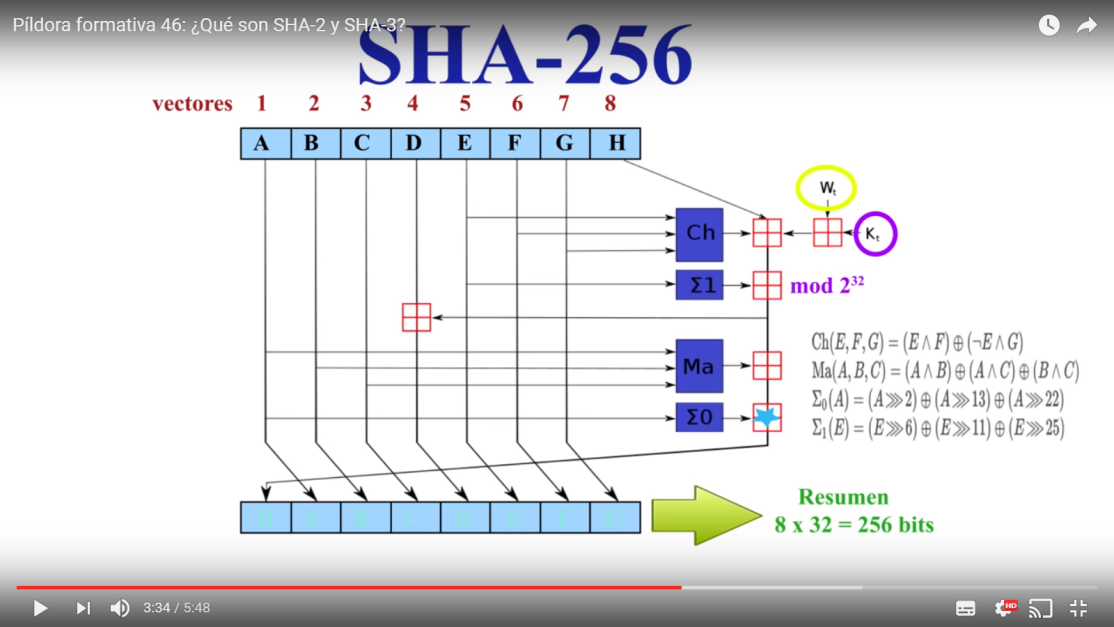 Píldora formativa 46: ¿Qué son SHA-2 y SHA-3?
SHA-256
vectores 1 2 3 4 5 6 7 8
A B C D E F G H
Wt
Ch
Kt
Σ1
mod 2³²
Ch(E,F,G) = (E∧F)⊕(¬E∧G)
Ma
Ma(A,B,C) = (A∧B)⊕(A∧C)⊕(B∧C)
Σ₀(A) = (A⋙2)⊕(A⋙13)⊕(A⋙22)
Σ0
Σ₁(E) = (E⋙6)⊕(E⋙11)⊕(E⋙25)
Resumen
8 x 32 = 256 bits
3:34 / 5:48
HD